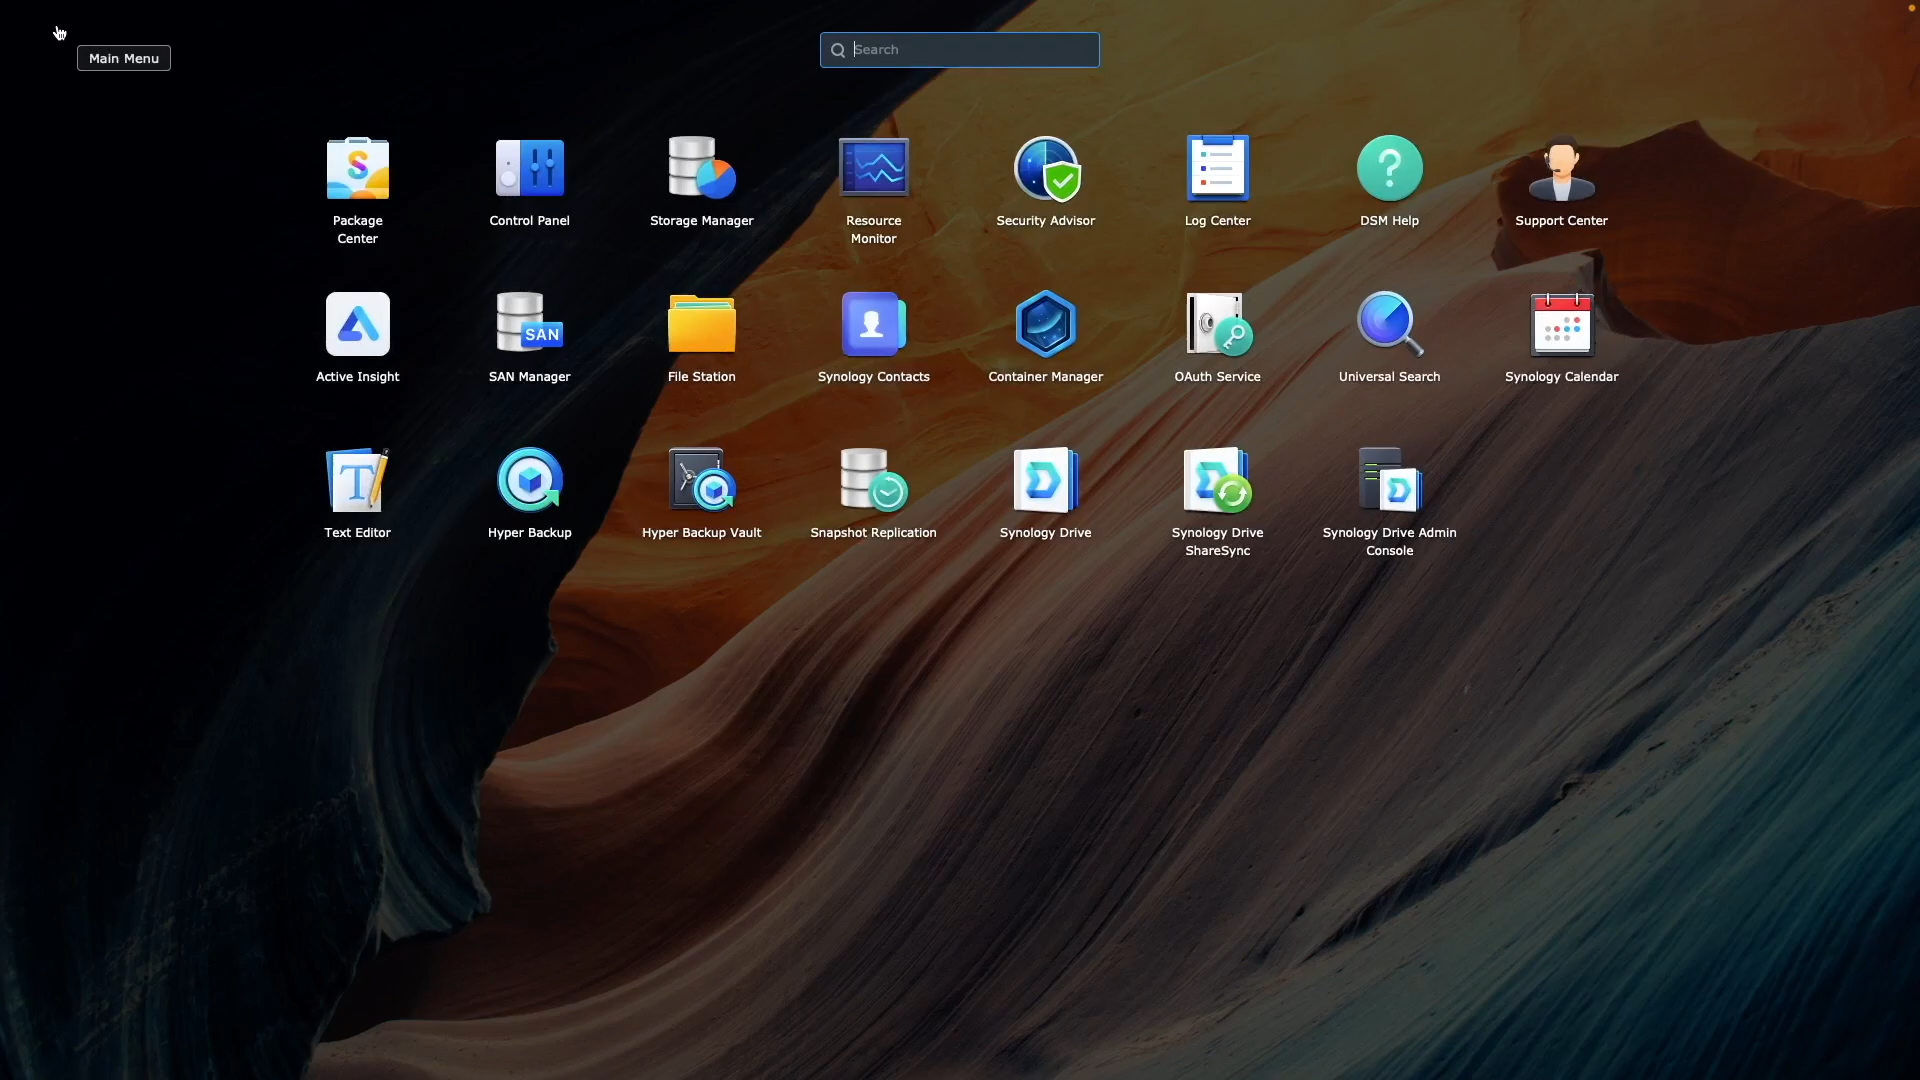 Main Menu
Search
Package
Center
Control Panel
Storage Manager
Resource
Monitor
Security Advisor
Log Center
DSM Help
Support Center
Active Insight
SAN Manager
SAN
File Station
Synology Contacts
Container Manager
OAuth Service
Universal Search
Synology Calendar
Text Editor
Hyper Backup
Hyper Backup Vault
Snapshot Replication
Synology Drive
Synology Drive
ShareSync
Synology Drive Admin
Console